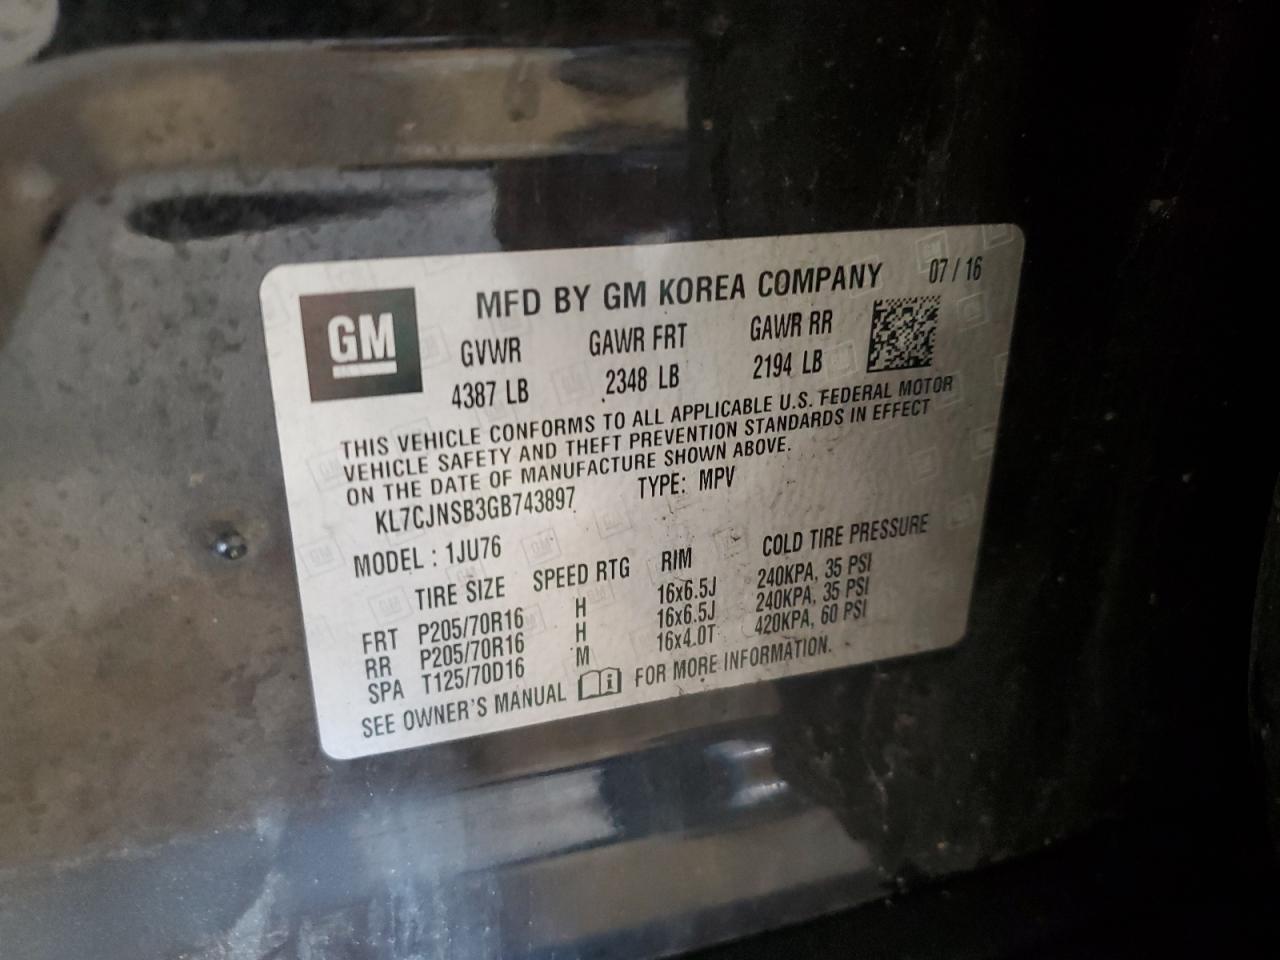 GM
MFD BY GM KOREA COMPANY 07 / 16
GVWR GAWR FRT GAWR RR
4387 LB 2348 LB 2194 LB
THIS VEHICLE CONFORMS TO ALL APPLICABLE U.S. FEDERAL MOTOR
VEHICLE SAFETY AND THEFT PREVENTION STANDARDS IN EFFECT
ON THE DATE OF MANUFACTURE SHOWN ABOVE.
KL7CJNSB3GB743897 TYPE: MPV
MODEL : 1JU76
TIRE SIZE SPEED RTG RIM COLD TIRE PRESSURE
FRT P205/70R16 H 16x6.5J 240KPA, 35 PSI
RR P205/70R16 H 16x6.5J 240KPA, 35 PSI
SPA T125/70D16 M 16x4.0T 420KPA, 60 PSI
SEE OWNER'S MANUAL i FOR MORE INFORMATION.